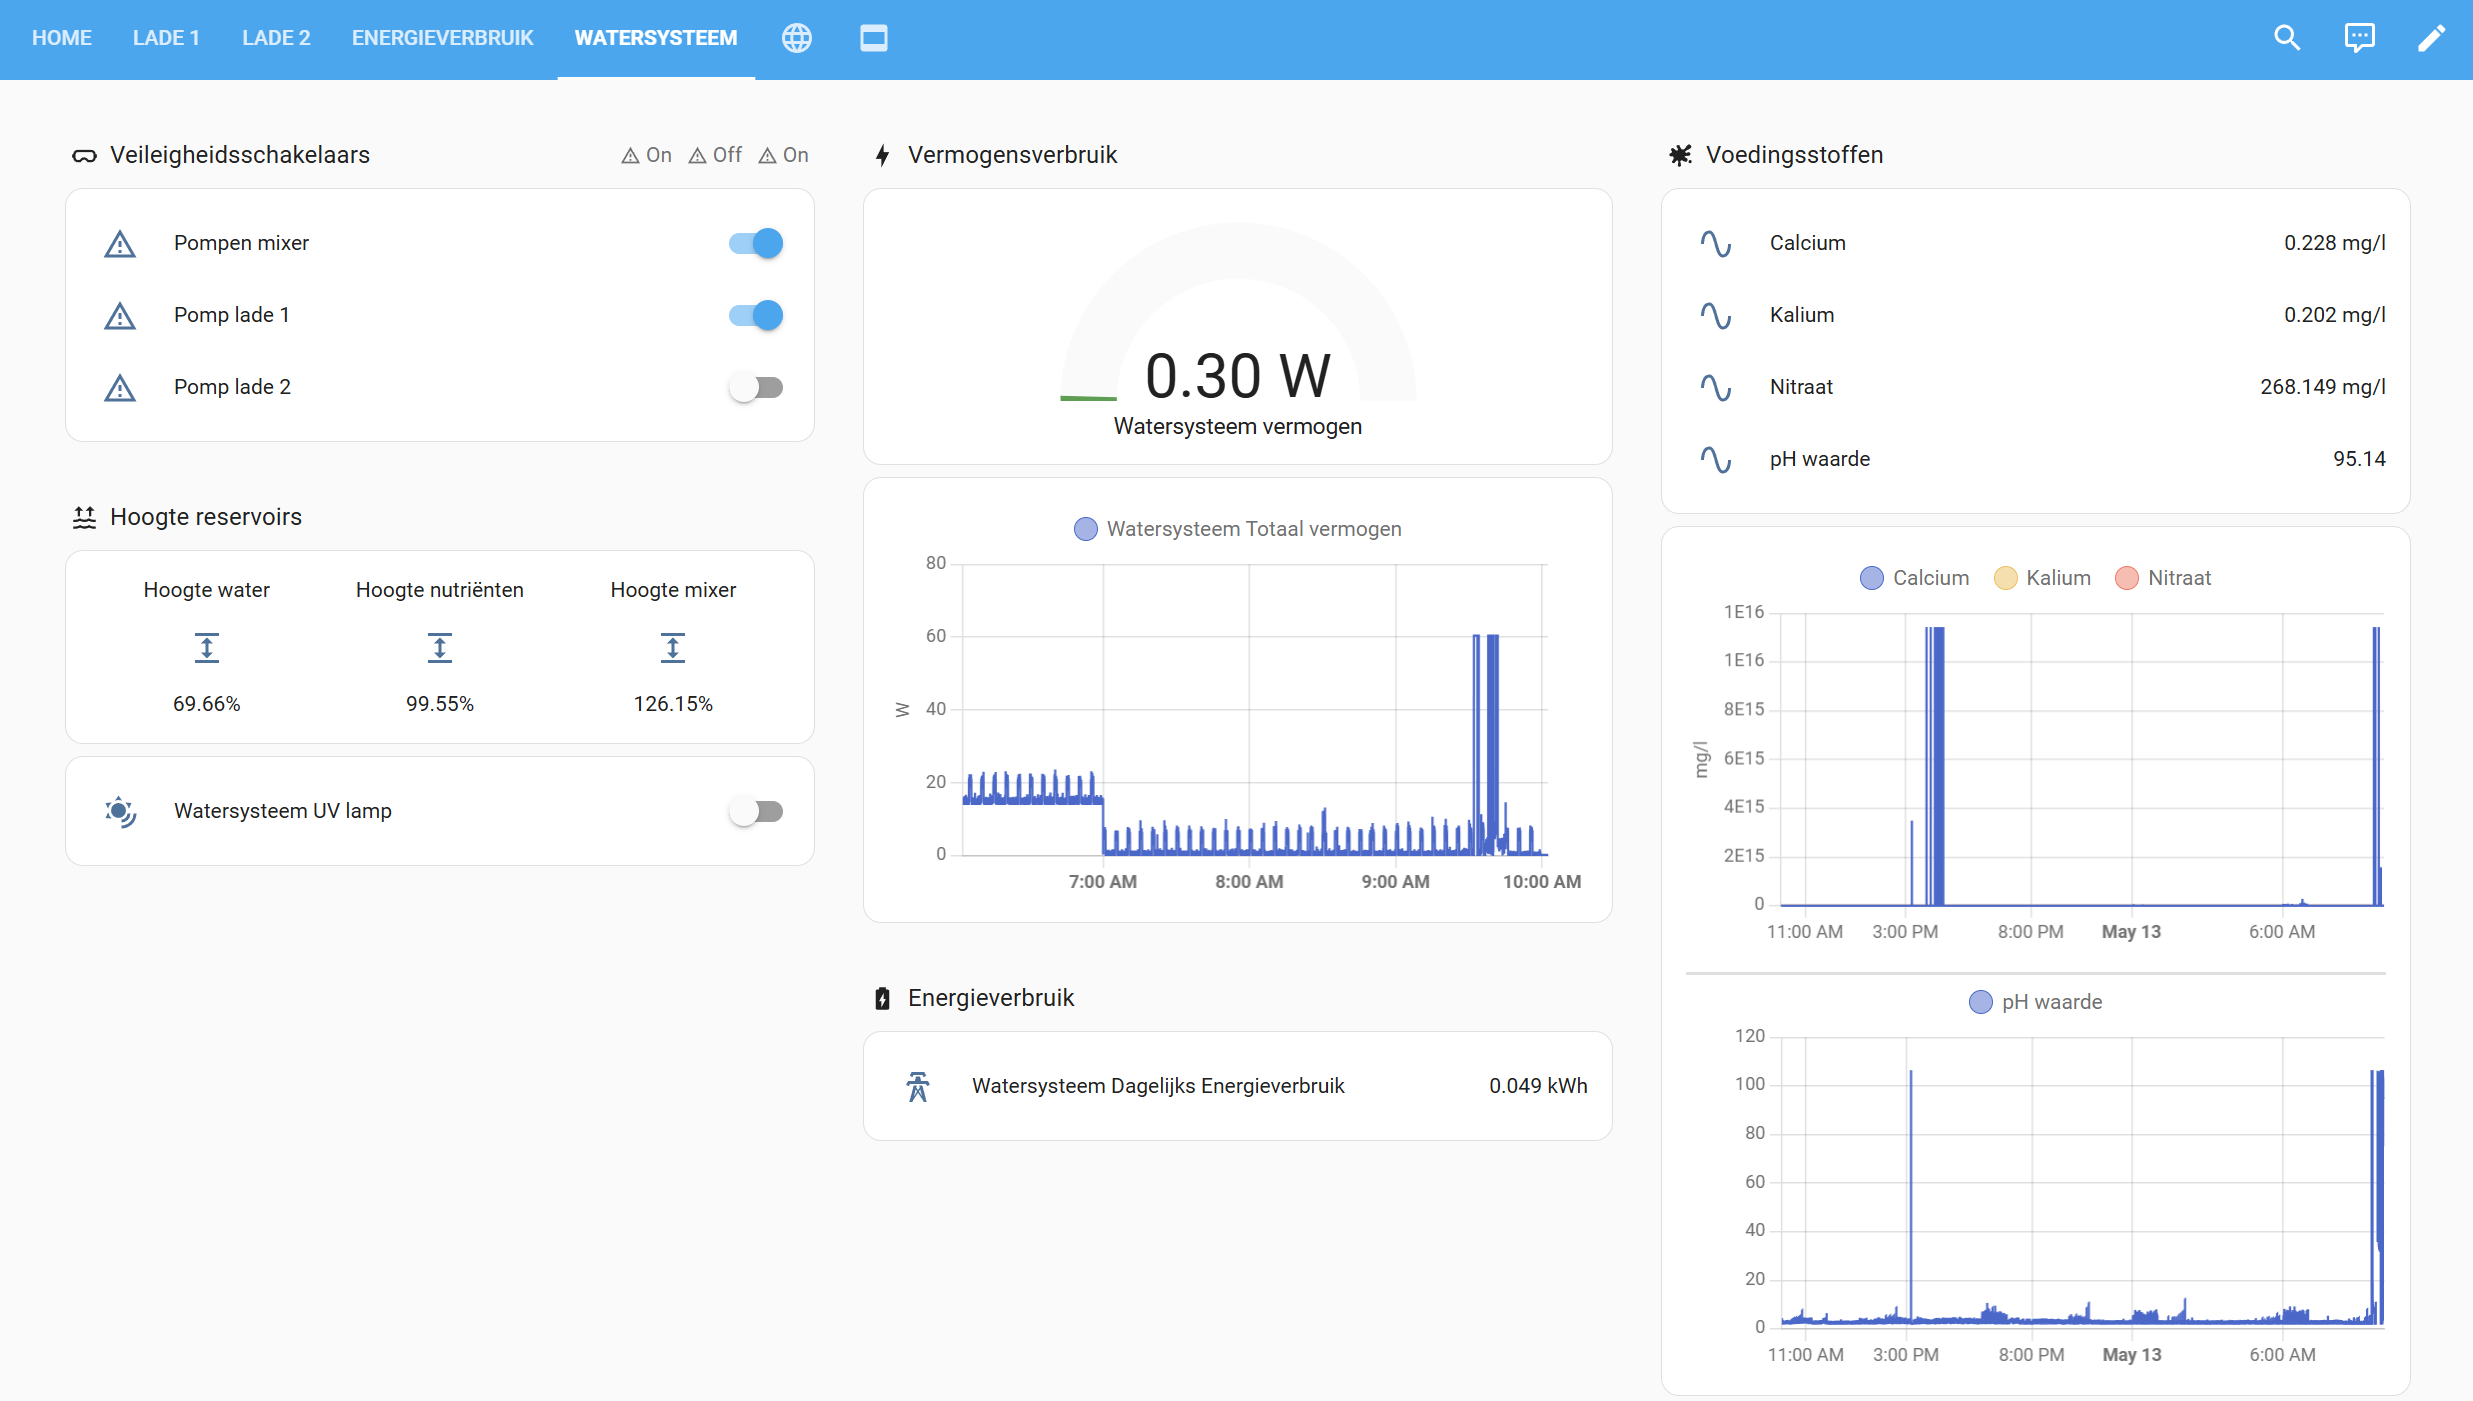 HOME LADE 1 LADE 2 ENERGIEVERBRUIK WATERSYSTEEM
Veileigheidsschakelaars On Off On
Pompen mixer
Pomp lade 1
Pomp lade 2
Hoogte reservoirs
Hoogte water Hoogte nutriënten Hoogte mixer
69.66% 99.55% 126.15%
Watersysteem UV lamp
Vermogensverbruik
0.30 W
Watersysteem vermogen
Watersysteem Totaal vermogen
80
60
40
20
0
W
7:00 AM 8:00 AM 9:00 AM 10:00 AM
Energieverbruik
Watersysteem Dagelijks Energieverbruik 0.049 kWh
Voedingsstoffen
Calcium 0.228 mg/l
Kalium 0.202 mg/l
Nitraat 268.149 mg/l
pH waarde 95.14
Calcium Kalium Nitraat
1E16
1E16
8E15
6E15
4E15
2E15
0
mg/l
11:00 AM 3:00 PM 8:00 PM May 13 6:00 AM
pH waarde
120
100
80
60
40
20
0
11:00 AM 3:00 PM 8:00 PM May 13 6:00 AM